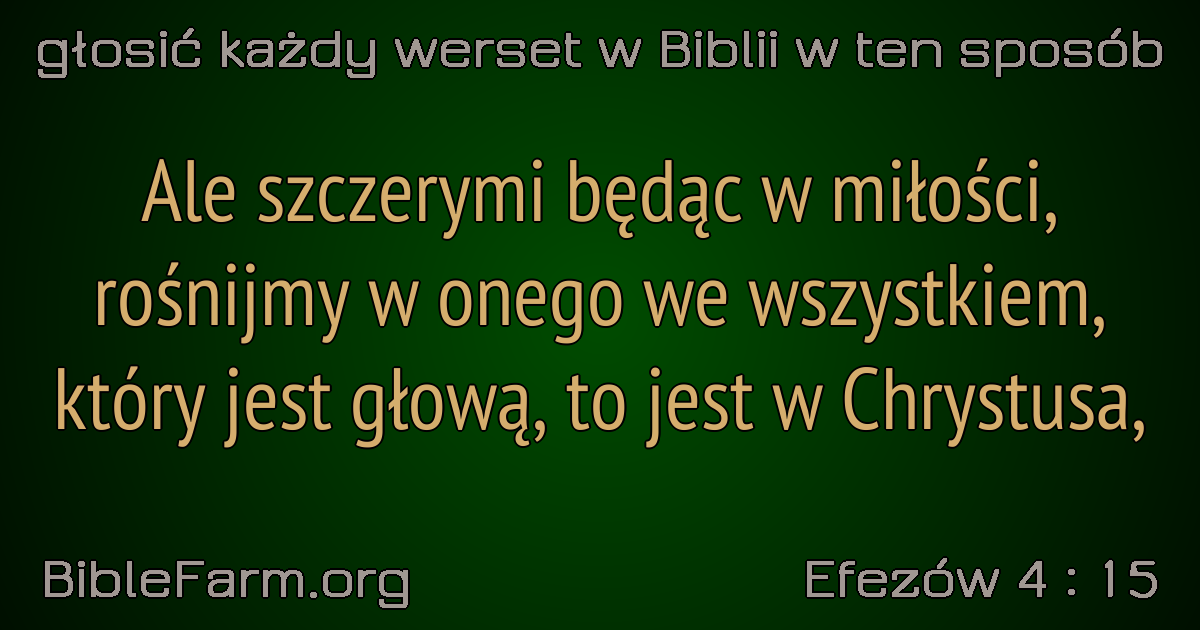 głosić każdy werset w Biblii w ten sposób
Ale szczerymi będąc w miłości,
rośnijmy w onego we wszystkiem,
który jest głową, to jest w Chrystusa,
BibleFarm.org
Efezów 4 : 15